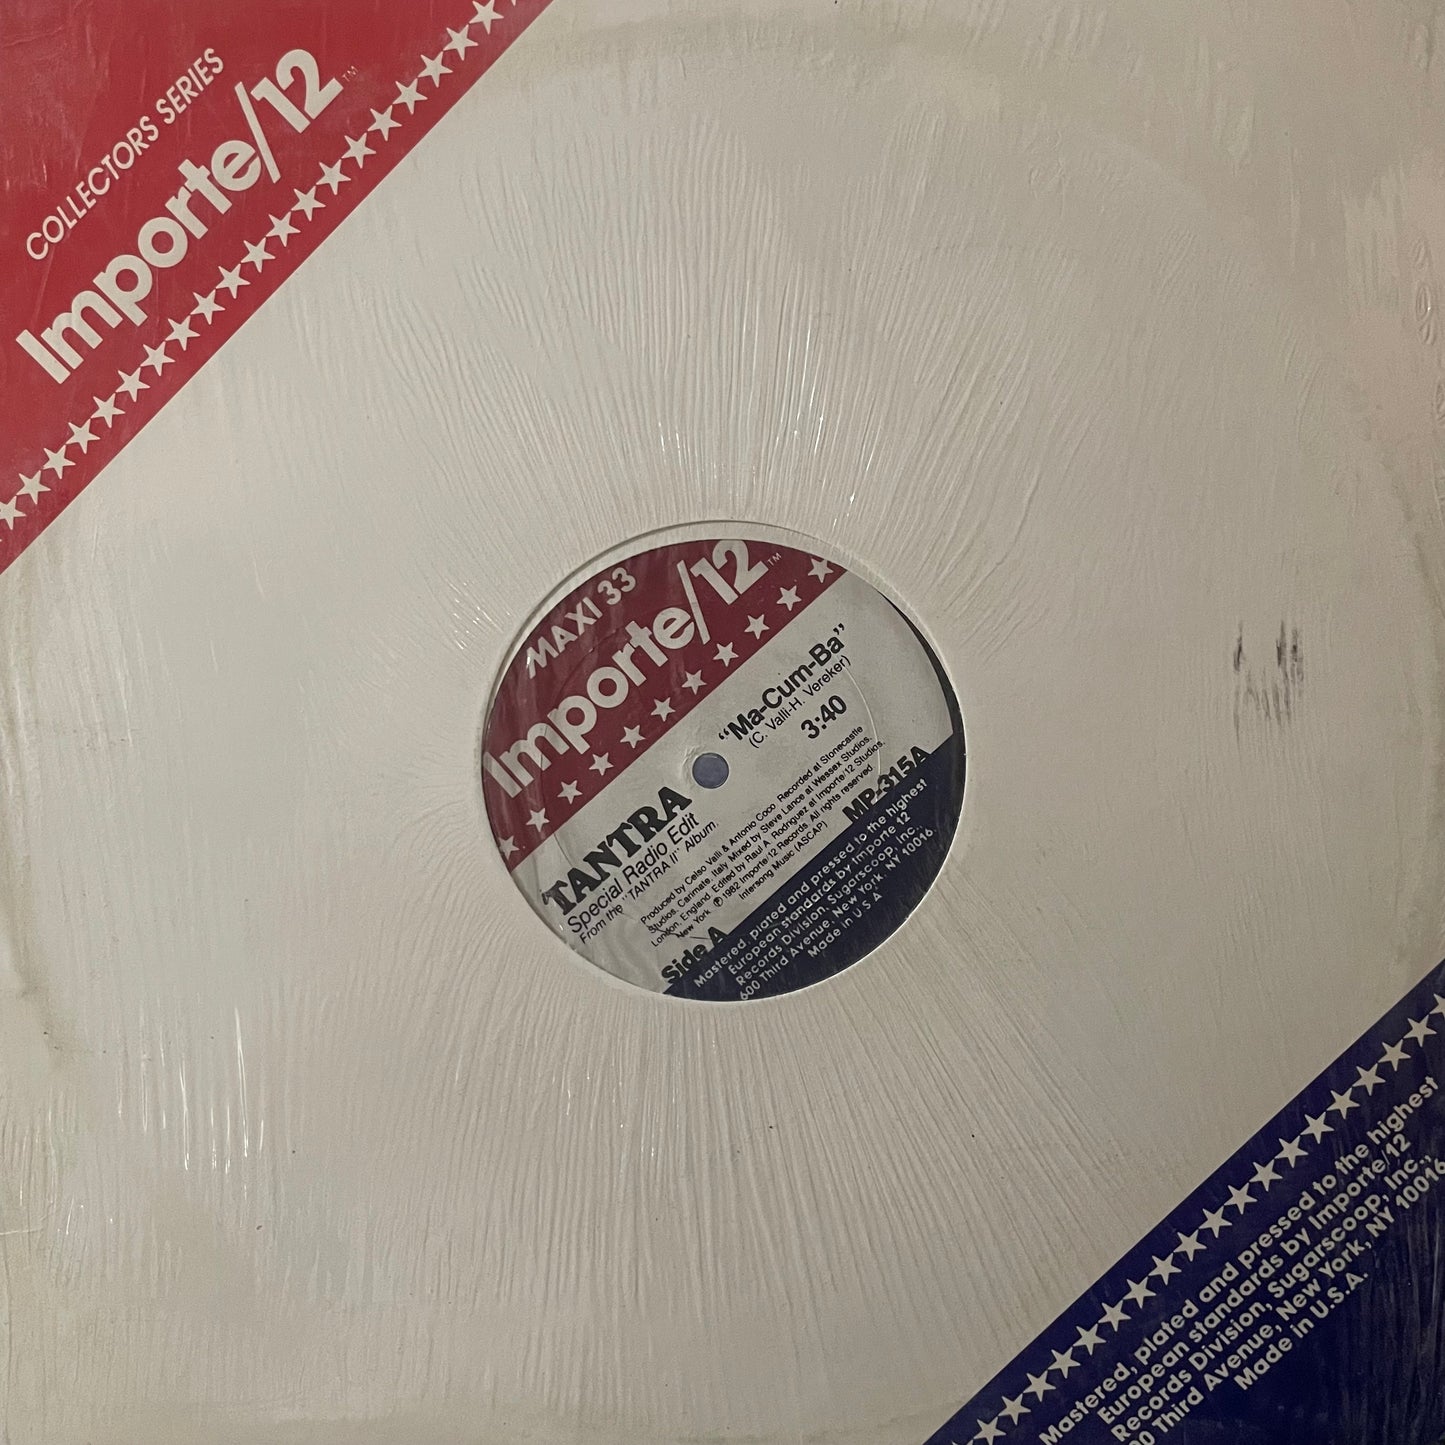 COLLECTORS SERIES
Importe/12 ™
MAXI 33
Importe/12 ™
"Ma-Cum-Ba"
(C. Valli-H. Vereker)
3:40
TANTRA
Special Radio Edit
From the "TANTRA II" Album.
Produced by Celso Valli & Antonio Coco. Recorded at Stonecastle
Studios, Carimate, Italy. Mixed by Steve Lance at Wessex Studios,
London, England. Edited by Raul A. Rodriguez at Importe/12 Studios,
New York. ℗ 1982 Importe/12 Records. All rights reserved
Intersong Music (ASCAP)
Side A
MP-315A
Mastered, plated and pressed to the highest
European Standards by Importe 12
Records Division, Sugarscoop, Inc.,
600 Third Avenue, New York, NY 10016.
Made in U S A
Mastered, plated and pressed to the highest
European standards by Importe/12
Records Division, Sugarscoop, Inc.,
00 Third Avenue, New York, NY 10016
Made in U.S.A.